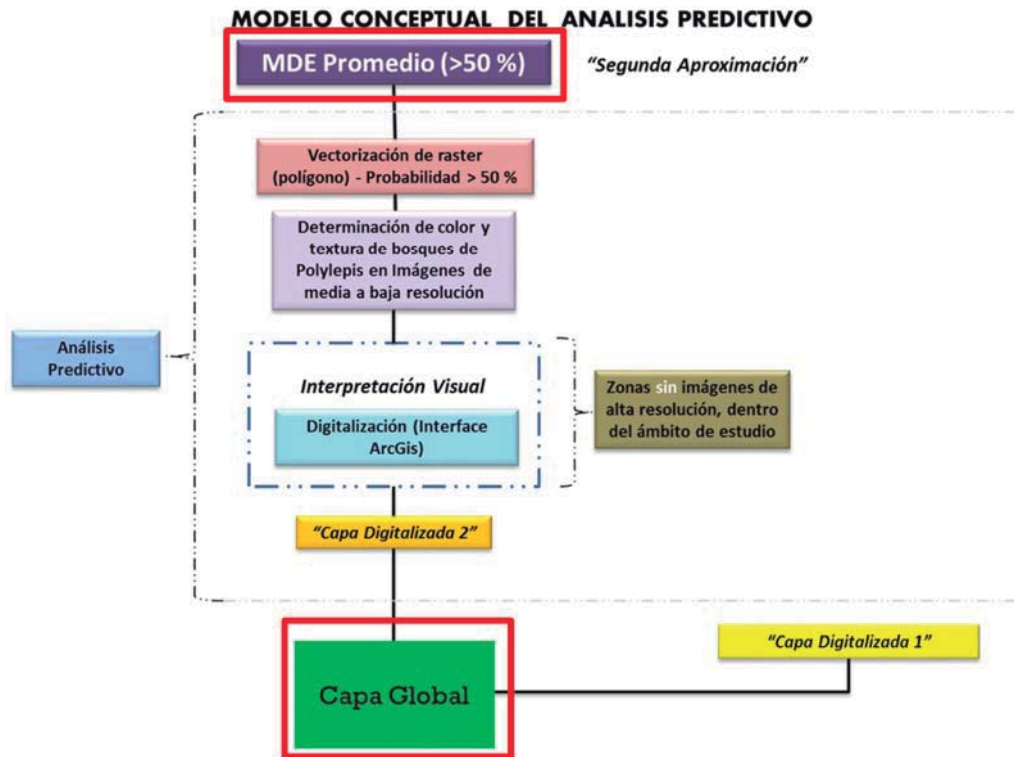 MODELO CONCEPTUAL DEL ANALISIS PREDICTIVO
MDE Promedio (>50 %)
“Segunda Aproximación”
Vectorización de raster
(polígono) - Probabilidad > 50 %
Determinación de color y
textura de bosques de
Polylepis en Imágenes de
media a baja resolución
Análisis
Predictivo
Interpretación Visual
Digitalización (Interface
ArcGis)
Zonas sin imágenes de
alta resolución, dentro
del ámbito de estudio
“Capa Digitalizada 2”
“Capa Digitalizada 1”
Capa Global